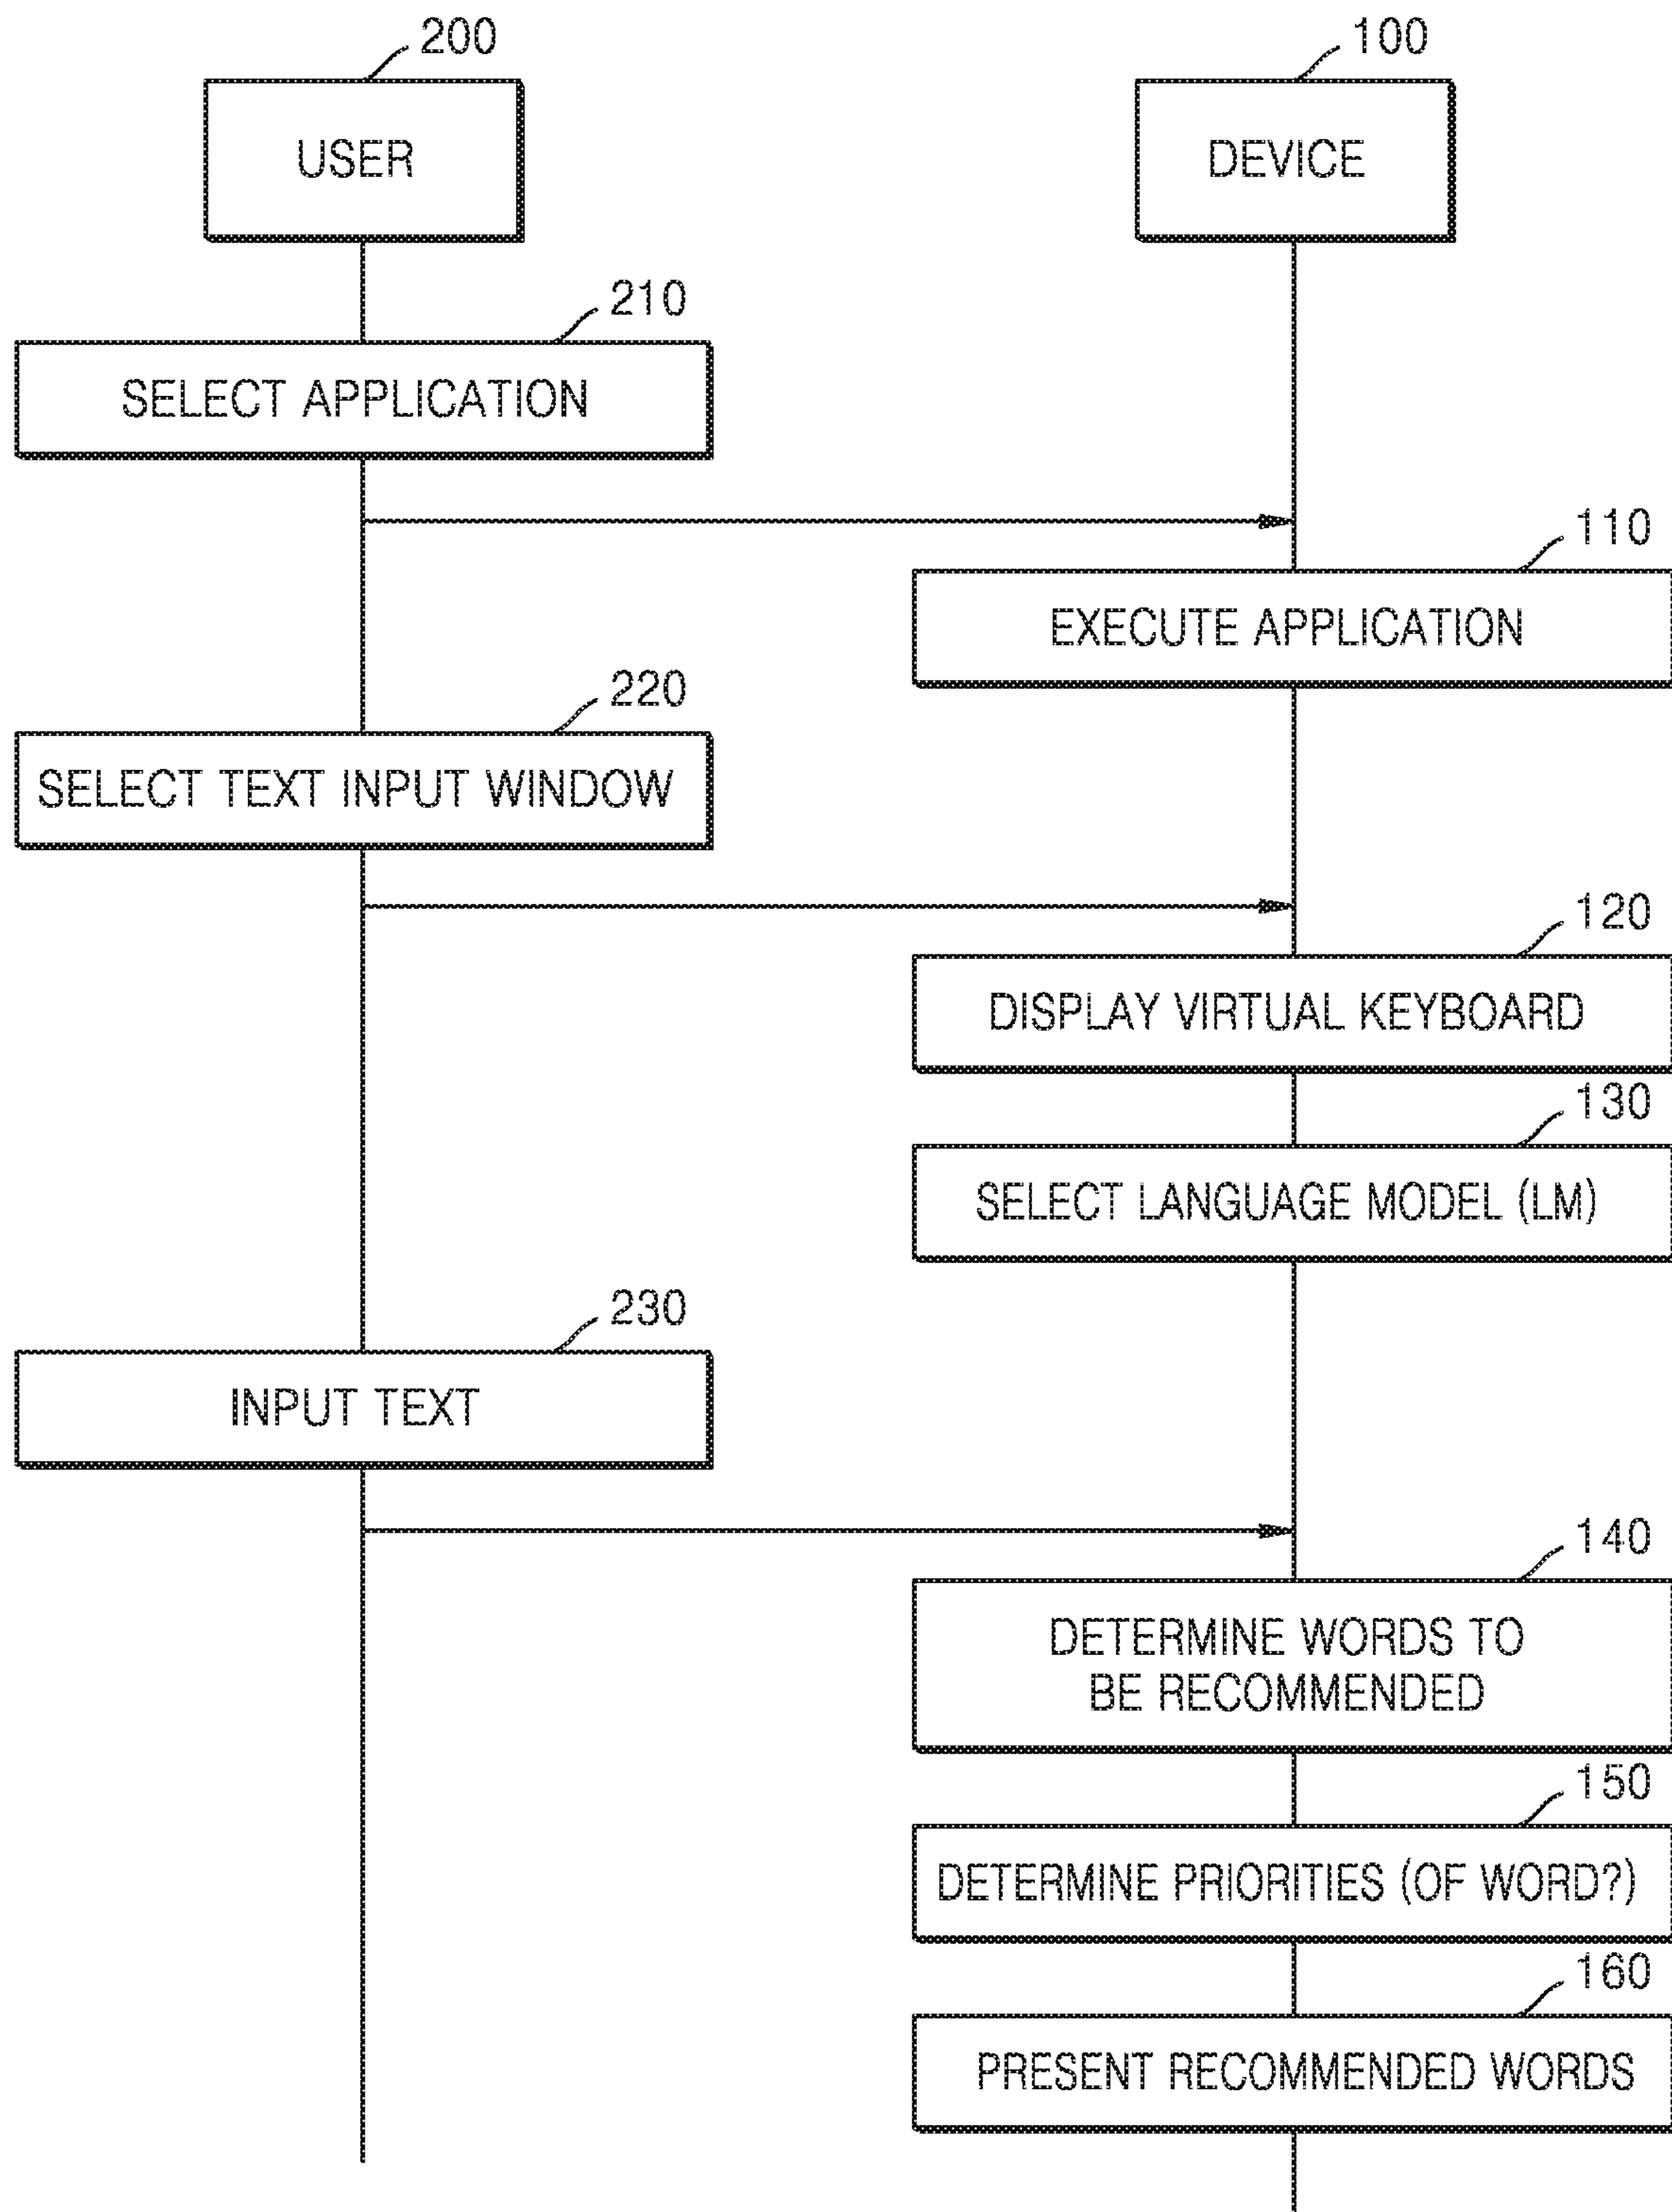 200
100
USER
DEVICE
210
SELECT APPLICATION
110
EXECUTE APPLICATION
220
SELECT TEXT INPUT WINDOW
120
DISPLAY VIRTUAL KEYBOARD
130
SELECT LANGUAGE MODEL (LM)
230
INPUT TEXT
140
DETERMINE WORDS TO
BE RECOMMENDED
150
DETERMINE PRIORITIES (OF WORD?)
160
PRESENT RECOMMENDED WORDS